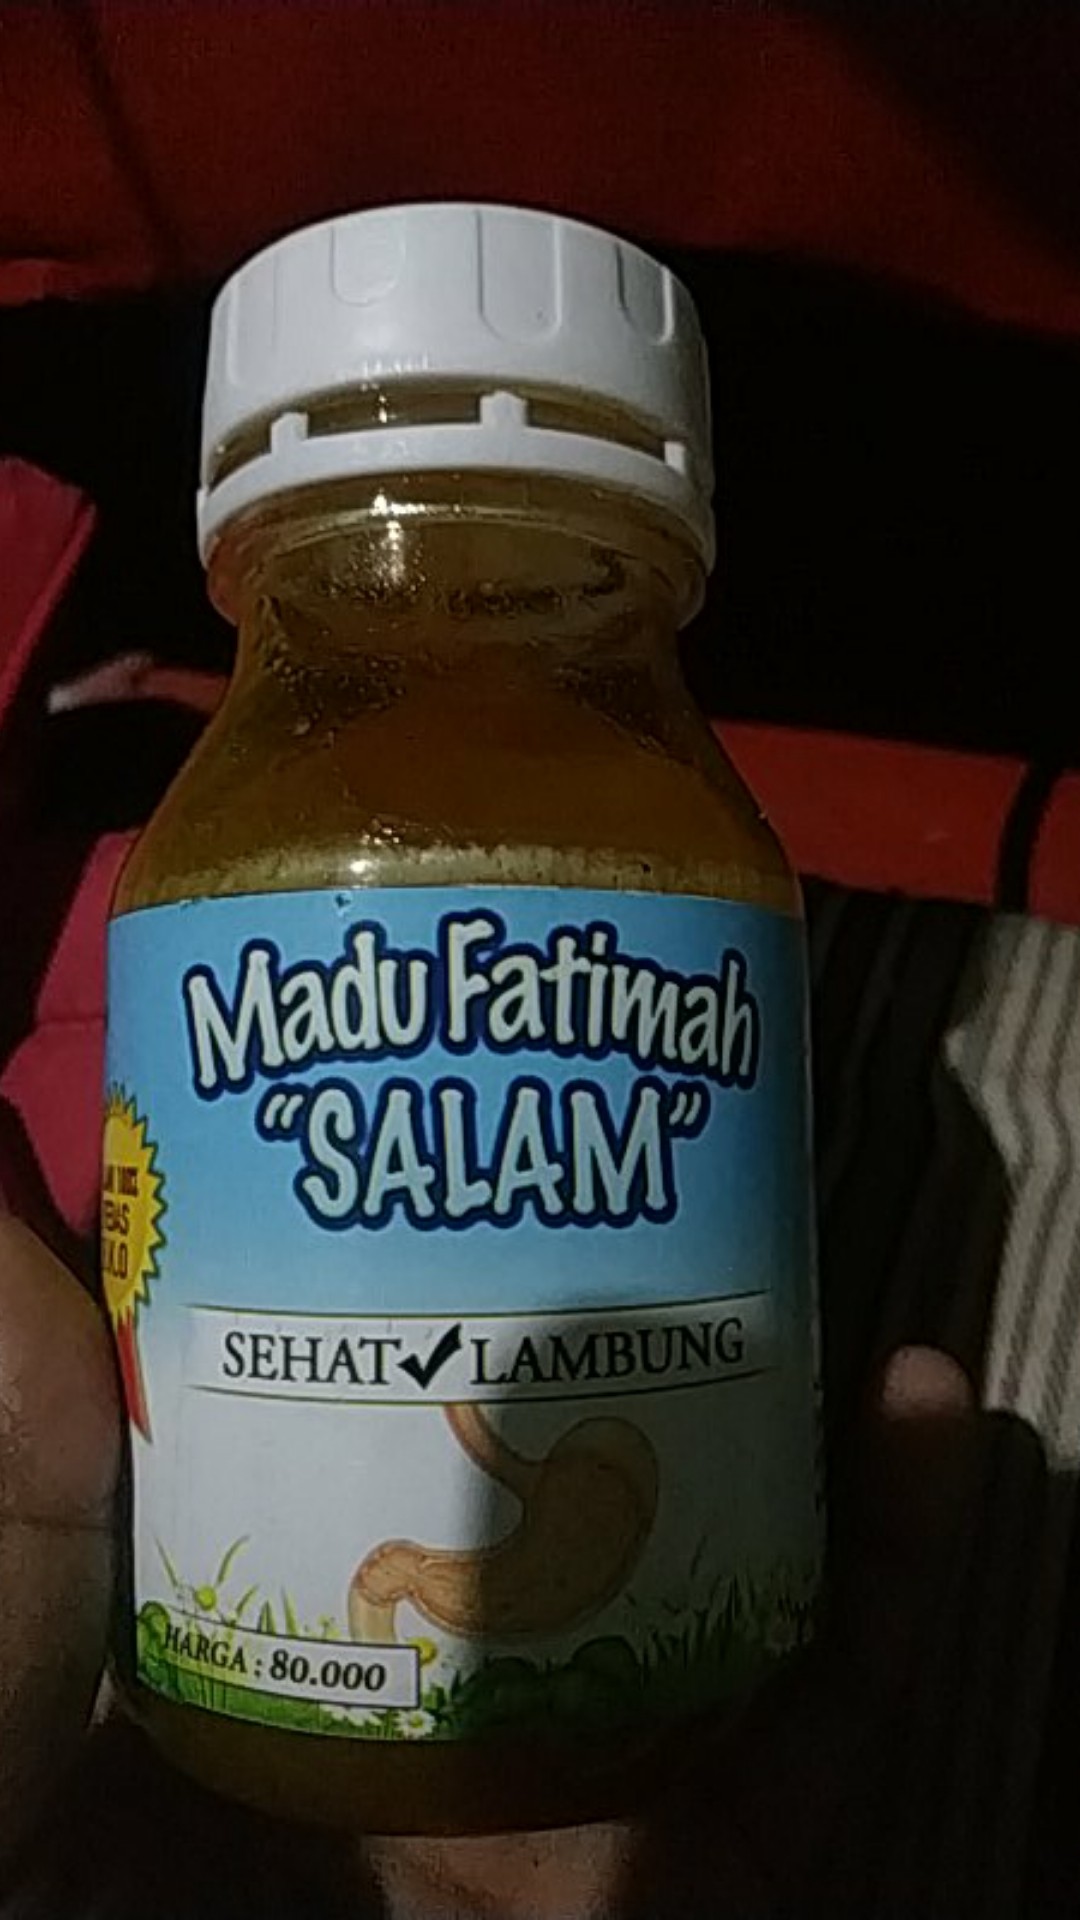 Madu Fatimah
"SALAM"
SEHAT✓LAMBUNG
HARGA : 80.000